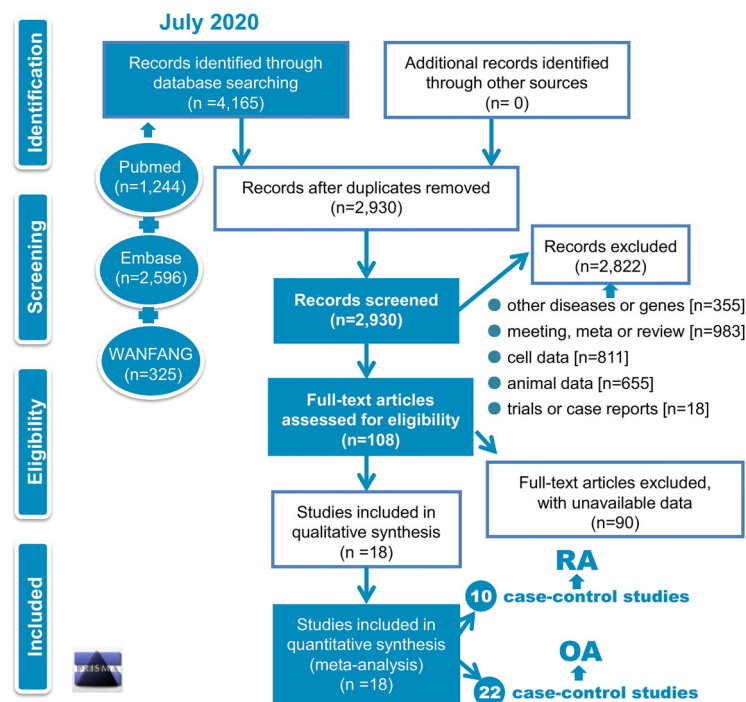 July 2020
Identification
Records identified through
database searching
(n =4,165)
Additional records identified
through other sources
(n= 0)
Pubmed
(n=1,244)
Embase
(n=2,596)
WANFANG
(n=325)
Records after duplicates removed
(n=2,930)
Screening
Records screened
(n=2,930)
Records excluded
(n=2,822)
other diseases or genes [n=355]
meeting, meta or review [n=983]
cell data [n=811]
animal data [n=655]
trials or case reports [n=18]
Eligibility
Full-text articles
assessed for eligibility
(n=108)
Full-text articles excluded,
with unavailable data
(n=90)
Studies included in
qualitative synthesis
(n =18)
Included
Studies included in
quantitative synthesis
(meta-analysis)
(n =18)
RA
10 case-control studies
OA
22 case-control studies
PRISMA